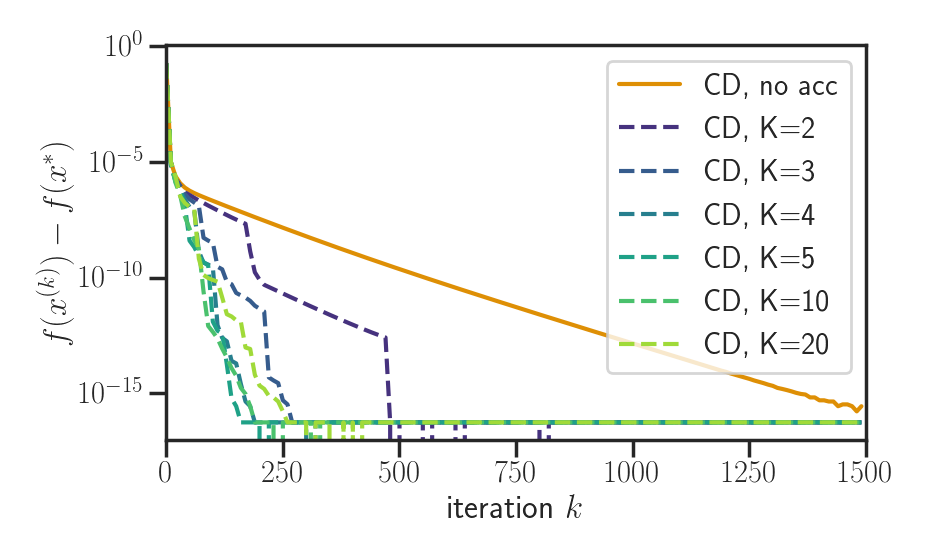 10^0
10^{-5}
10^{-10}
10^{-15}
f(x^{(k)}) − f(x^*)
CD, no acc
CD, K=2
CD, K=3
CD, K=4
CD, K=5
CD, K=10
CD, K=20
0 250 500 750 1000 1250 1500
iteration k